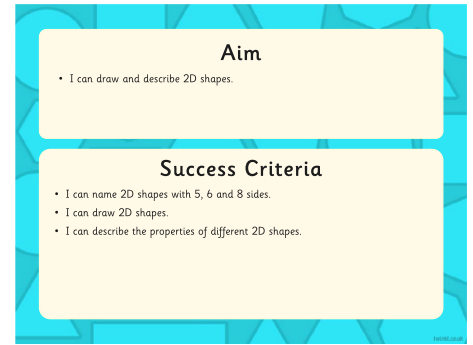 Aim
• I can draw and describe 2D shapes.
Success Criteria
• I can name 2D shapes with 5, 6 and 8 sides.
• I can draw 2D shapes.
• I can describe the properties of different 2D shapes.